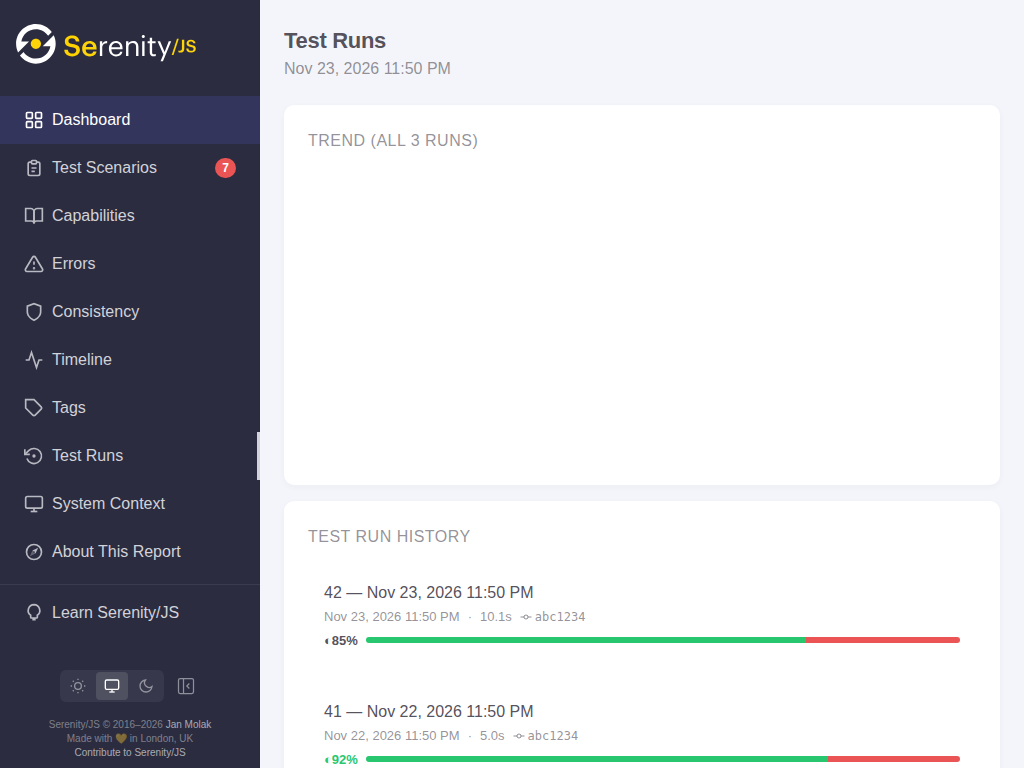 Serenity/JS
Dashboard
Test Scenarios 7
Capabilities
Errors
Consistency
Timeline
Tags
Test Runs
System Context
About This Report
Learn Serenity/JS
Serenity/JS © 2016–2026 Jan Molak
Made with 💛 in London, UK
Contribute to Serenity/JS
Test Runs
Nov 23, 2026 11:50 PM
TREND (ALL 3 RUNS)
TEST RUN HISTORY
42 — Nov 23, 2026 11:50 PM
Nov 23, 2026 11:50 PM · 10.1s abc1234
85%
41 — Nov 22, 2026 11:50 PM
Nov 22, 2026 11:50 PM · 5.0s abc1234
92%